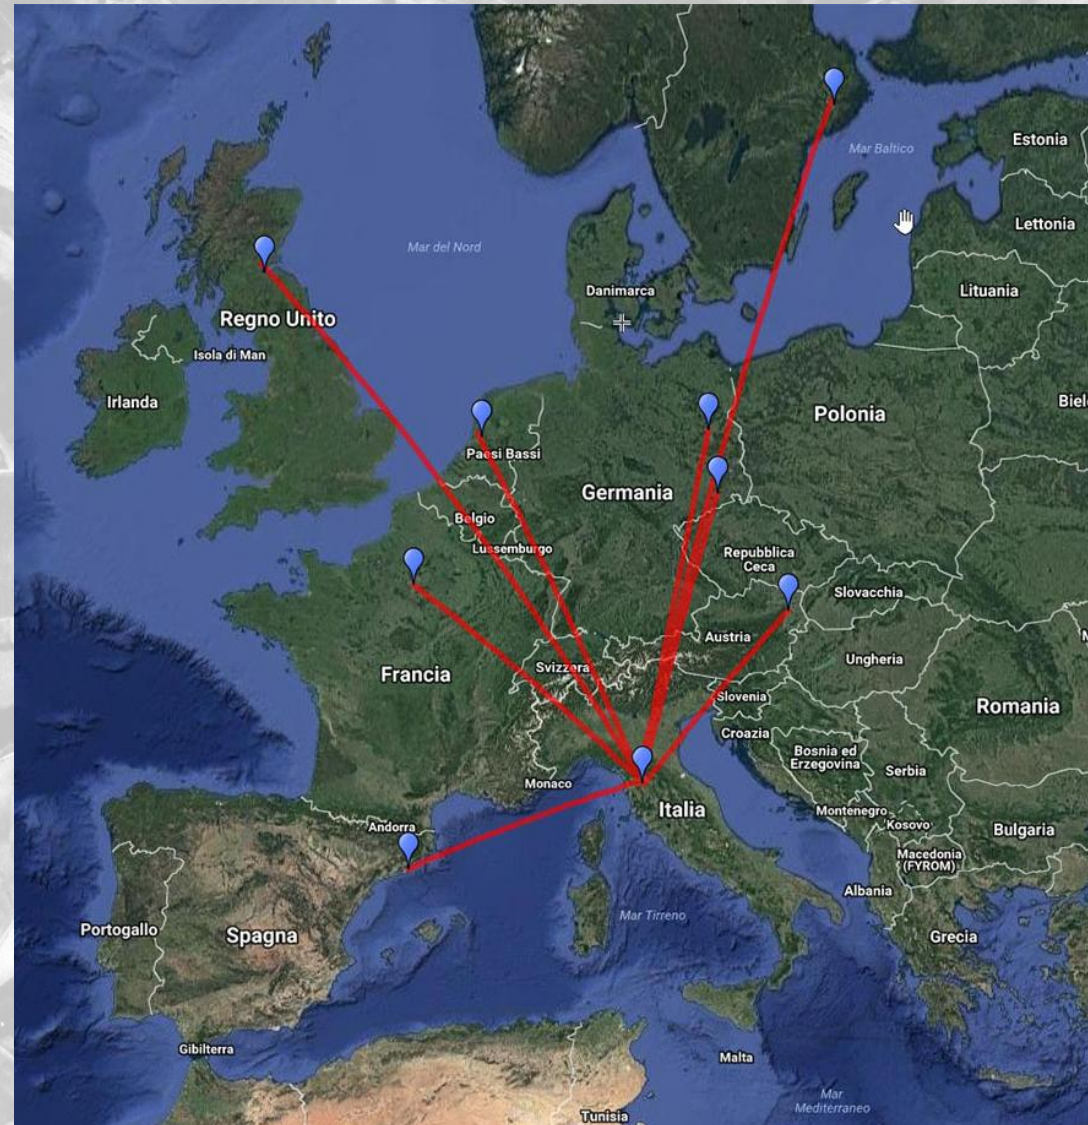 Estonia
Mar Baltico
Lettonia
Mar del Nord
Danimarca
Lituania
Regno Unito
Isola di Man
Irlanda
Polonia
Paesi Bassi
Germania
Belgio
Lussemburgo
Repubblica
Ceca
Slovacchia
Austria
Ungheria
Svizzera
Francia
Slovenia
Romania
Croazia
Bosnia ed
Erzegovina
Serbia
Monaco
Italia
Montenegro
Kosovo
Bulgaria
Andorra
Macedonia
(FYROM)
Albania
Mar Tirreno
Portogallo
Spagna
Grecia
Gibilterra
Malta
Mar
Mediterraneo
Tunisia